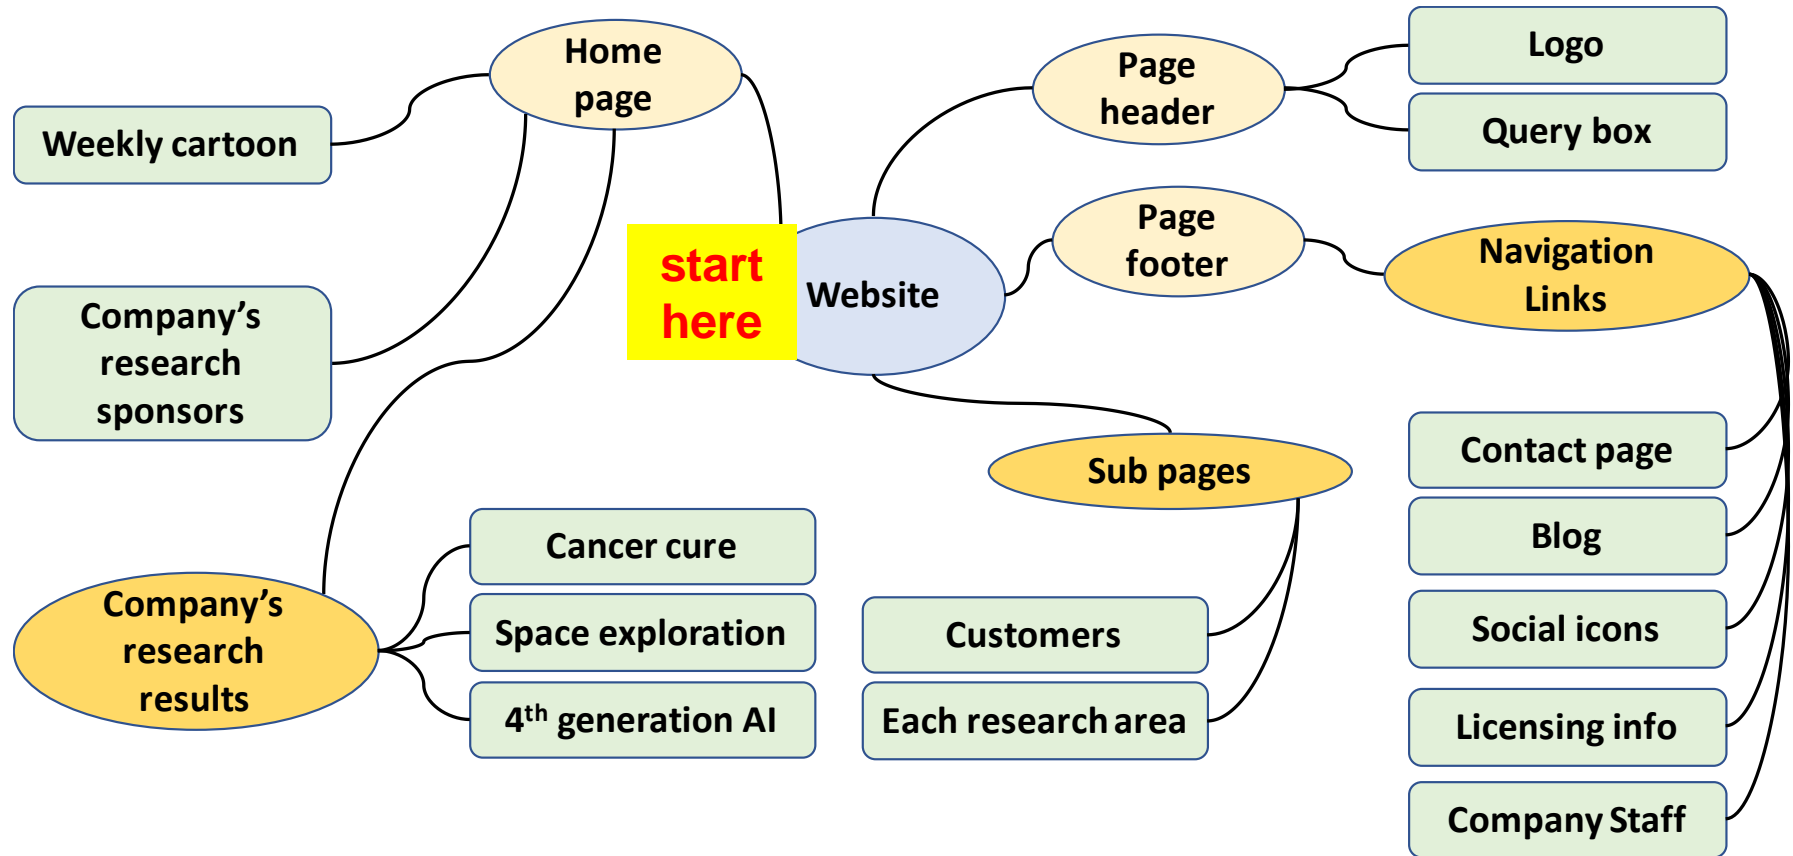 Home
page
Weekly cartoon
Company’s
research
sponsors
Company’s
research
results
Cancer cure
Space exploration
4th generation AI
start
here
Website
Page
header
Logo
Query box
Page
footer
Navigation
Links
Sub pages
Customers
Each research area
Contact page
Blog
Social icons
Licensing info
Company Staff